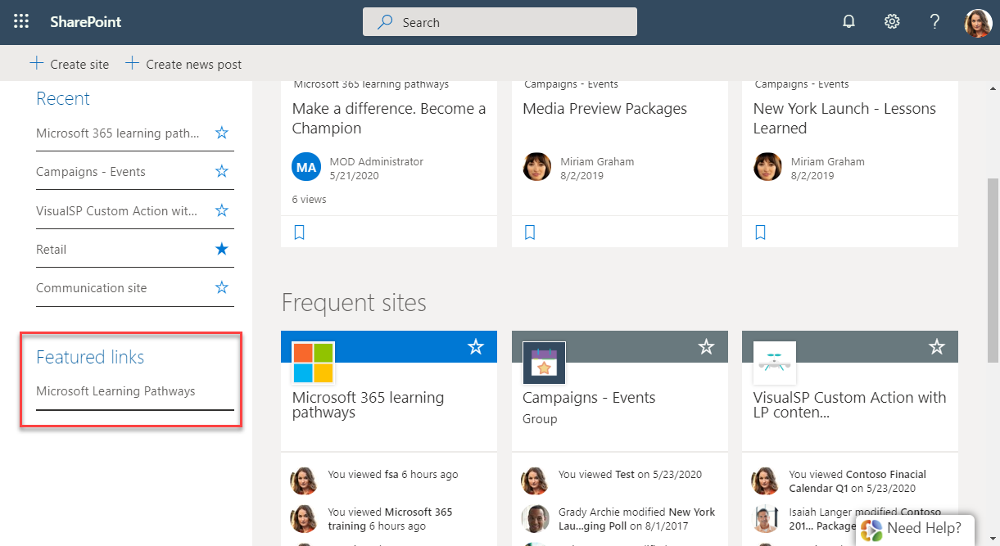 SharePoint
Search
Create site
Create news post
Recent
Microsoft 365 learning path...
Campaigns - Events
VisualSP Custom Action wit...
Retail
Communication site
Featured links
Microsoft Learning Pathways
Microsoft 365 learning pathways
Make a difference. Become a
Champion
MA
MOD Administrator
5/21/2020
6 views
Campaigns - Events
Media Preview Packages
Miriam Graham
8/2/2019
Campaigns - Events
New York Launch - Lessons
Learned
Miriam Graham
8/2/2019
Frequent sites
Microsoft 365 learning
pathways
You viewed fsa 6 hours ago
You viewed Microsoft 365
training 6 hours ago
Campaigns - Events
Group
You viewed Test on 5/23/2020
Grady Archie modified New York
Lau...ging Poll on 8/1/2017
VisualSP Custom Action with
LP conten...
You viewed Contoso Finacial
Calendar Q1 on 5/23/2020
Isaiah Langer modified Contoso
201... Package
Need Help?